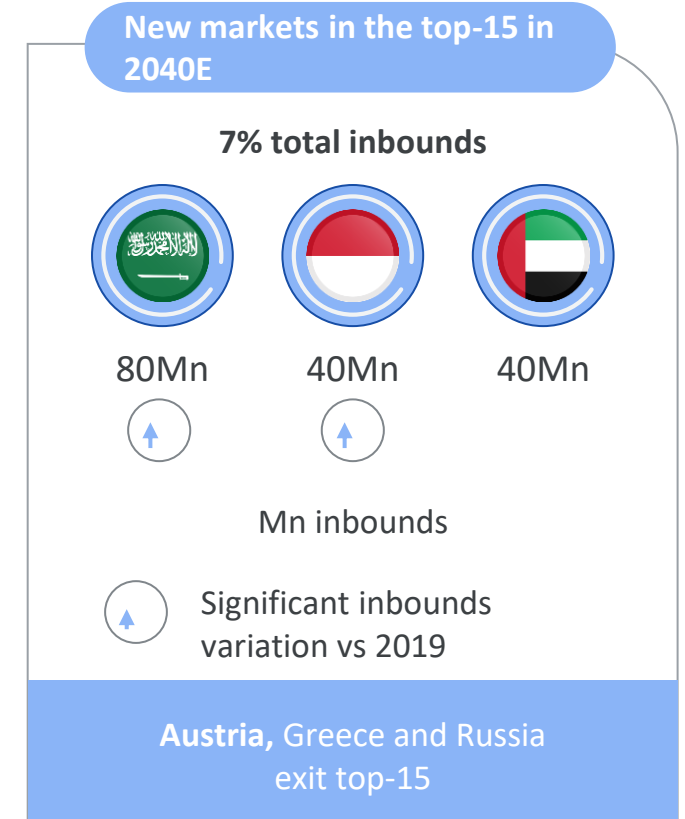 New markets in the top-15 in
2040E
7% total inbounds
80Mn
40Mn
40Mn
Mn inbounds
Significant inbounds
variation vs 2019
Austria, Greece and Russia
exit top-15